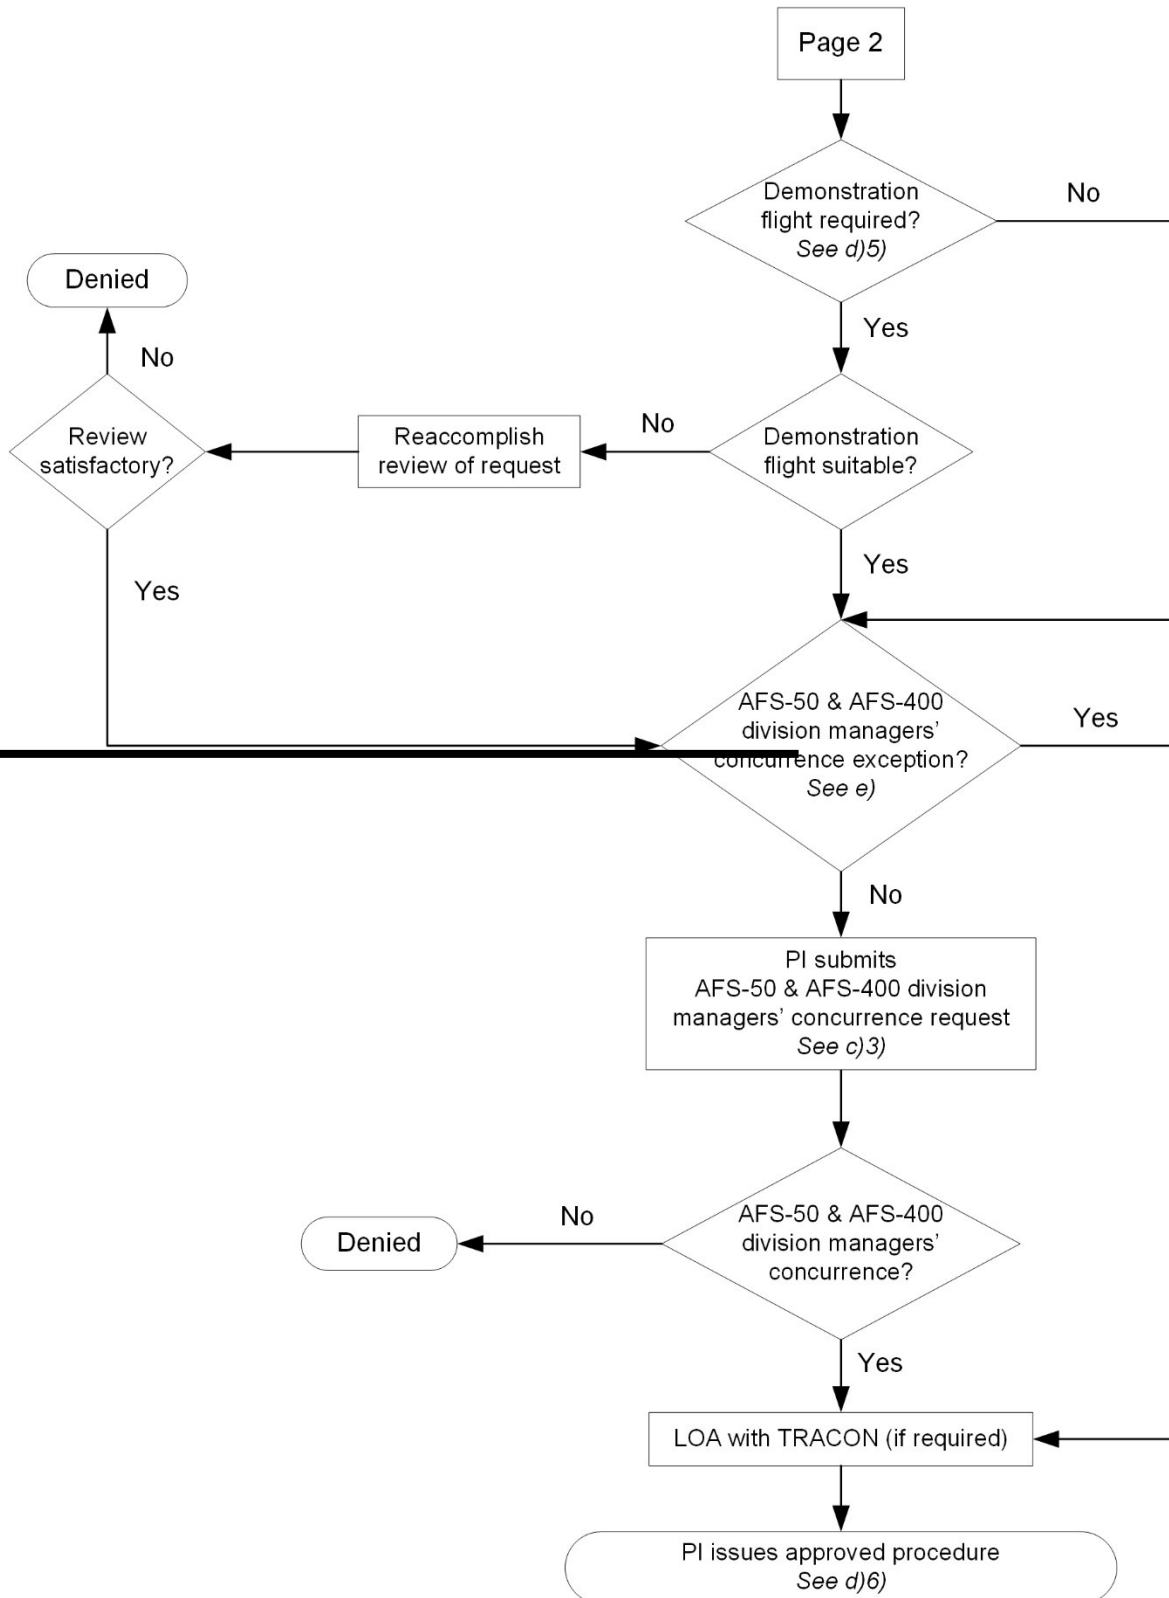 Page 2
Demonstration
flight required?
See d)5)
No
Denied
Yes
No
Review
satisfactory?
Reaccomplish
review of request
No
Demonstration
flight suitable?
Yes
Yes
AFS-50 & AFS-400
division managers’
concurrence exception?
See e)
Yes
No
PI submits
AFS-50 & AFS-400 division
managers’ concurrence request
See c)3)
Denied
No
AFS-50 & AFS-400
division managers’
concurrence?
Yes
LOA with TRACON (if required)
PI issues approved procedure
See d)6)